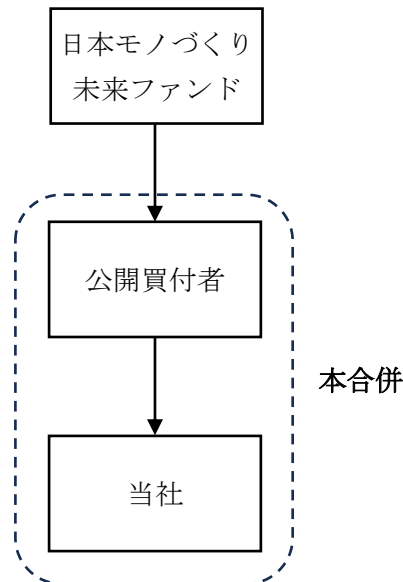 日本モノづくり
未来ファンド
公開買付者
本合併
当社